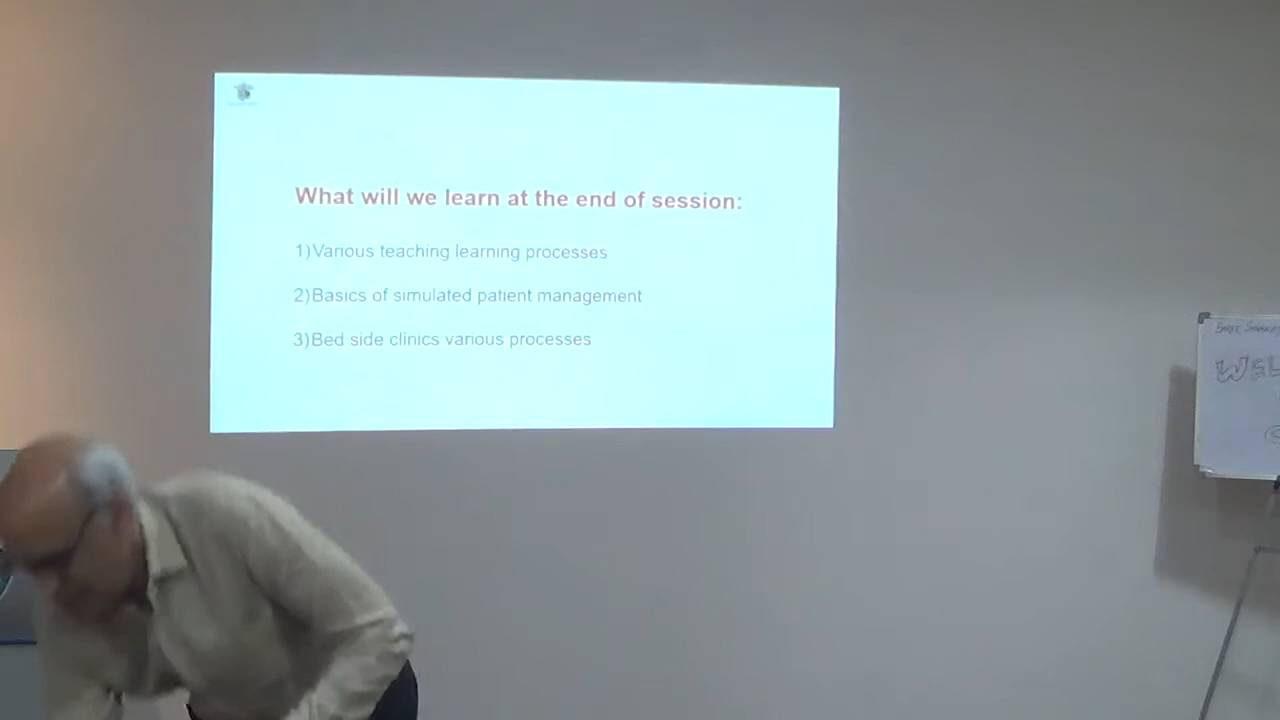 What will we learn at the end of session:
1)Various teaching learning processes
2)Basics of simulated patient management
3)Bed side clinics various processes
WEL